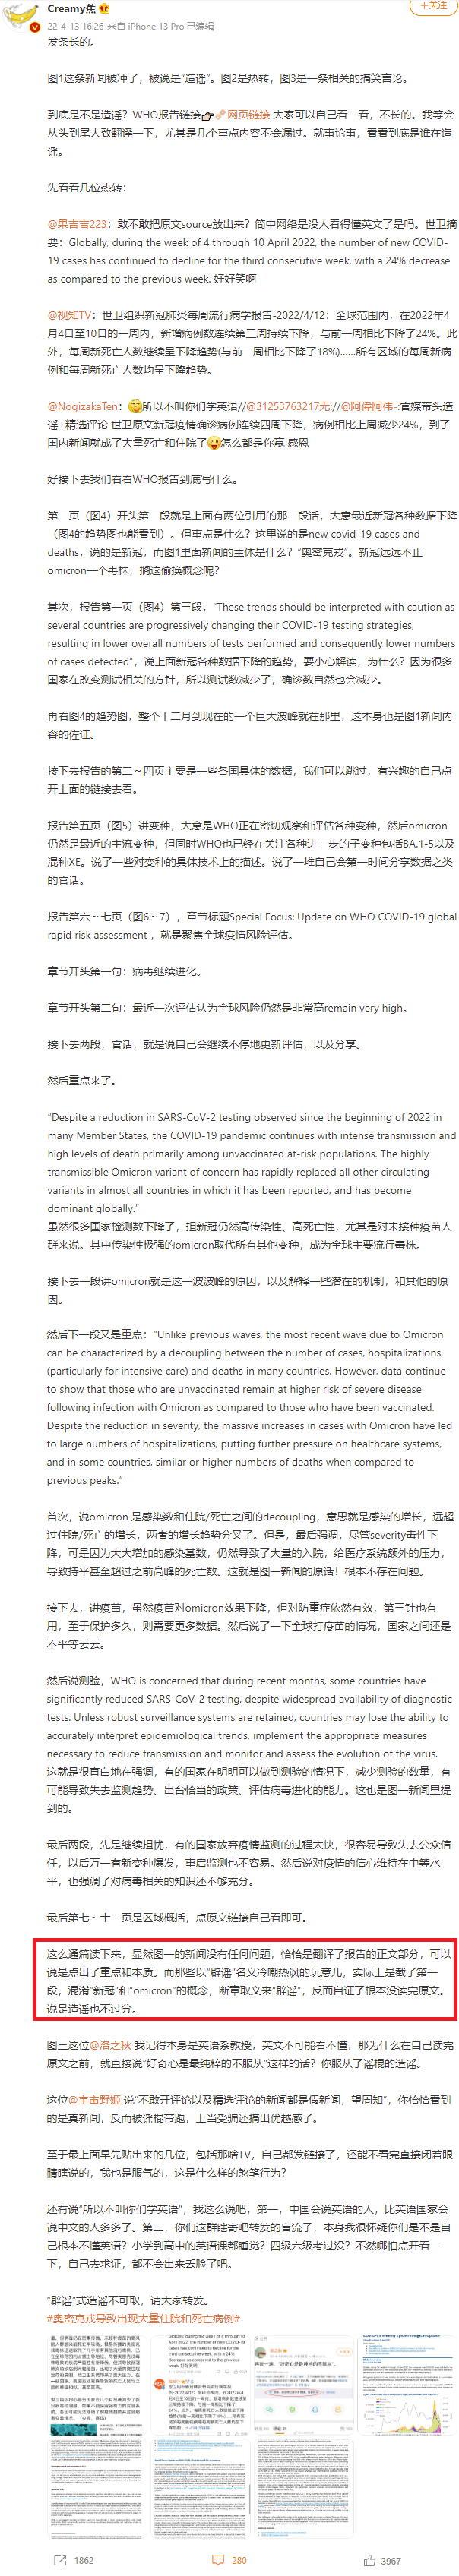 Creamy蕉
+关注
22-4-13 16:26 来自 iPhone 13 Pro 已编辑
发条长的。
图1这条新闻被冲了，被说是“造谣”。图2是热转，图3是一条相关的搞笑言论。
到底是不是造谣？WHO报告链接👉网页链接 大家可以自己看一看，不长的。我等会
从头到尾大致翻译一下，尤其是几个重点内容不会漏过。就事论事，看看到底是谁在造
谣。
先看看几位热转：
@果吉吉223：敢不敢把原文source放出来？简中网络是没人看得懂英文了是吗。世卫摘
要：Globally, during the week of 4 through 10 April 2022, the number of new COVID-
19 cases has continued to decline for the third consecutive week, with a 24% decrease
as compared to the previous week. 好好笑啊
@视知TV：世卫组织新冠肺炎每周流行病学报告-2022/4/12：全球范围内，在2022年4
月4日至10日的一周内，新增病例数连续第三周持续下降，与前一周相比下降了24%。此
外，每周新死亡人数继续呈下降趋势(与前一周相比下降了18%)......所有区域的每周新病
例和每周新死亡人数均呈下降趋势。
@NogizakaTen：所以不叫你们学英语//@31253763217无://@阿偉阿伟-:官媒带头造
谣+精选评论 世卫原文新冠疫情确诊病例连续四周下降，病例相比上周减少24%，到了
国内新闻就成了大量死亡和住院了怎么都是你赢 感恩
好接下去我们看看WHO报告到底写什么。
第一页（图4）开头第一段就是上面有两位引用的那一段话，大意最近新冠各种数据下降
（图4的趋势图也能看到）。但重点是什么？这里说的是new covid-19 cases and
deaths，说的是新冠，而图1里面新闻的主体是什么？“奥密克戎”。新冠远远不止
omicron一个毒株，搁这偷换概念呢？
其次，报告第一页（图4）第三段，“These trends should be interpreted with caution as
several countries are progressively changing their COVID-19 testing strategies,
resulting in lower overall numbers of tests performed and consequently lower numbers
of cases detected”，说上面新冠各种数据下降的趋势，要小心解读，为什么？因为很多
国家在改变测试相关的方针，所以测试数减少了，确诊数自然也会减少。
再看图4的趋势图，整个十二月到现在的一个巨大波峰就在那里，这本身也是图1新闻内
容的佐证。
接下去报告的第二～四页主要是一些各国具体的数据，我们可以跳过，有兴趣的自己点
开上面的链接去看。
报告第五页（图5）讲变种，大意是WHO正在密切观察和评估各种变种，然后omicron
仍然是最近的主流变种，但同时WHO也已经在关注各种进一步的子变种包括BA.1-5以及
混种XE。说了一些对变种的具体技术上的描述。说了一堆自己会第一时间分享数据之类
的官话。
报告第六～七页（图6～7），章节标题Special Focus: Update on WHO COVID-19 global
rapid risk assessment ，就是聚焦全球疫情风险评估。
章节开头第一句：病毒继续进化。
章节开头第二句：最近一次评估认为全球风险仍然是非常高remain very high。
接下去两段，官话，就是说自己会继续不停地更新评估，以及分享。
然后重点来了。
“Despite a reduction in SARS-CoV-2 testing observed since the beginning of 2022 in
many Member States, the COVID-19 pandemic continues with intense transmission and
high levels of death primarily among unvaccinated at-risk populations. The highly
transmissible Omicron variant of concern has rapidly replaced all other circulating
variants in almost all countries in which it has been reported, and has become
dominant globally.”
虽然很多国家检测数下降了，担新冠仍然高传染性、高死亡性，尤其是对未接种疫苗人
群来说。其中传染性极强的omicron取代所有其他变种，成为全球主要流行毒株。
接下去一段讲omicron就是这一波波峰的原因，以及解释一些潜在的机制，和其他的原
因。
然后下一段又是重点：“Unlike previous waves, the most recent wave due to Omicron
can be characterized by a decoupling between the number of cases, hospitalizations
(particularly for intensive care) and deaths in many countries. However, data continue
to show that those who are unvaccinated remain at higher risk of severe disease
following infection with Omicron as compared to those who have been vaccinated.
Despite the reduction in severity, the massive increases in cases with Omicron have led
to large numbers of hospitalizations, putting further pressure on healthcare systems,
and in some countries, similar or higher numbers of deaths when compared to
previous peaks.”
首次，说omicron 是感染数和住院/死亡之间的decoupling，意思就是感染的增长，远超
过住院/死亡的增长，两者的增长趋势分叉了。但是，最后强调，尽管severity毒性下
降，可是因为大大增加的感染基数，仍然导致了大量的入院，给医疗系统额外的压力，
导致持平甚至超过之前高峰的死亡数。这就是图一新闻的原话！根本不存在问题。
接下去，讲疫苗，虽然疫苗对omicron效果下降，但对防重症依然有效，第三针也有
用，至于保护多久，则需要更多数据。然后说了一下全球打疫苗的情况，国家之间还是
不平等云云。
然后说测验，WHO is concerned that during recent months, some countries have
significantly reduced SARS-CoV-2 testing, despite widespread availability of diagnostic
tests. Unless robust surveillance systems are retained, countries may lose the ability to
accurately interpret epidemiological trends, implement the appropriate measures
necessary to reduce transmission and monitor and assess the evolution of the virus.
这就是很直白地在强调，有的国家在明明可以做到测验的情况下，减少测验的数量，有
可能导致失去监测趋势、出台恰当的政策、评估病毒进化的能力。这也是图一新闻里提
到的。
最后两段，先是继续担忧，有的国家放弃疫情监测的过程太快，很容易导致失去公众信
任，以后万一有新变种爆发，重启监测也不容易。然后说对疫情的信心维持在中等水
平，也强调了对病毒相关的知识还不够充分。
最后第七～十一页是区域概括，点原文链接自己看即可。
这么通篇读下来，显然图一的新闻没有任何问题，恰恰是翻译了报告的正文部分，可以
说是点出了重点和本质。而那些以“辟谣”名义冷嘲热讽的玩意儿，实际上是截了第一
段，混淆“新冠”和“omicron”的概念，断章取义来“辟谣”，反而自证了根本没读完原文。
说是造谣也不过分。
图三这位@洛之秋 我记得本身是英语系教授，英文不可能看不懂，那为什么在自己读完
原文之前，就直接说“好奇心是最纯粹的不服从”这样的话？你服从了谣棍的造谣。
这位@宇宙野姬 说“不敢开评论以及精选评论的新闻都是假新闻，望周知”，你恰恰看到
的是真新闻，反而被谣棍带跑，上当受骗还搞出优越感了。
至于最上面早先贴出来的几位，包括那啥TV，自己都发链接了，还能不看完直接闭着眼
睛瞎说的，我也是服气的，这是什么样的煞笔行为？
还有说“所以不叫你们学英语”，我这么说吧，第一，中国会说英语的人，比英语国家会
说中文的人多多了。第二，你们这群瞎寄吧转发的盲流子，本身我很怀疑你们是不是自
己根本不懂英语？小学到高中的英语课都睡觉？四级六级考过没？不然哪怕点开看一
下，自己去求证，都不会出来丢脸了吧。
“辟谣”式造谣不可取，请大家转发。
#奥密克戎导致出现大量住院和死亡病例#
1862
280
3967